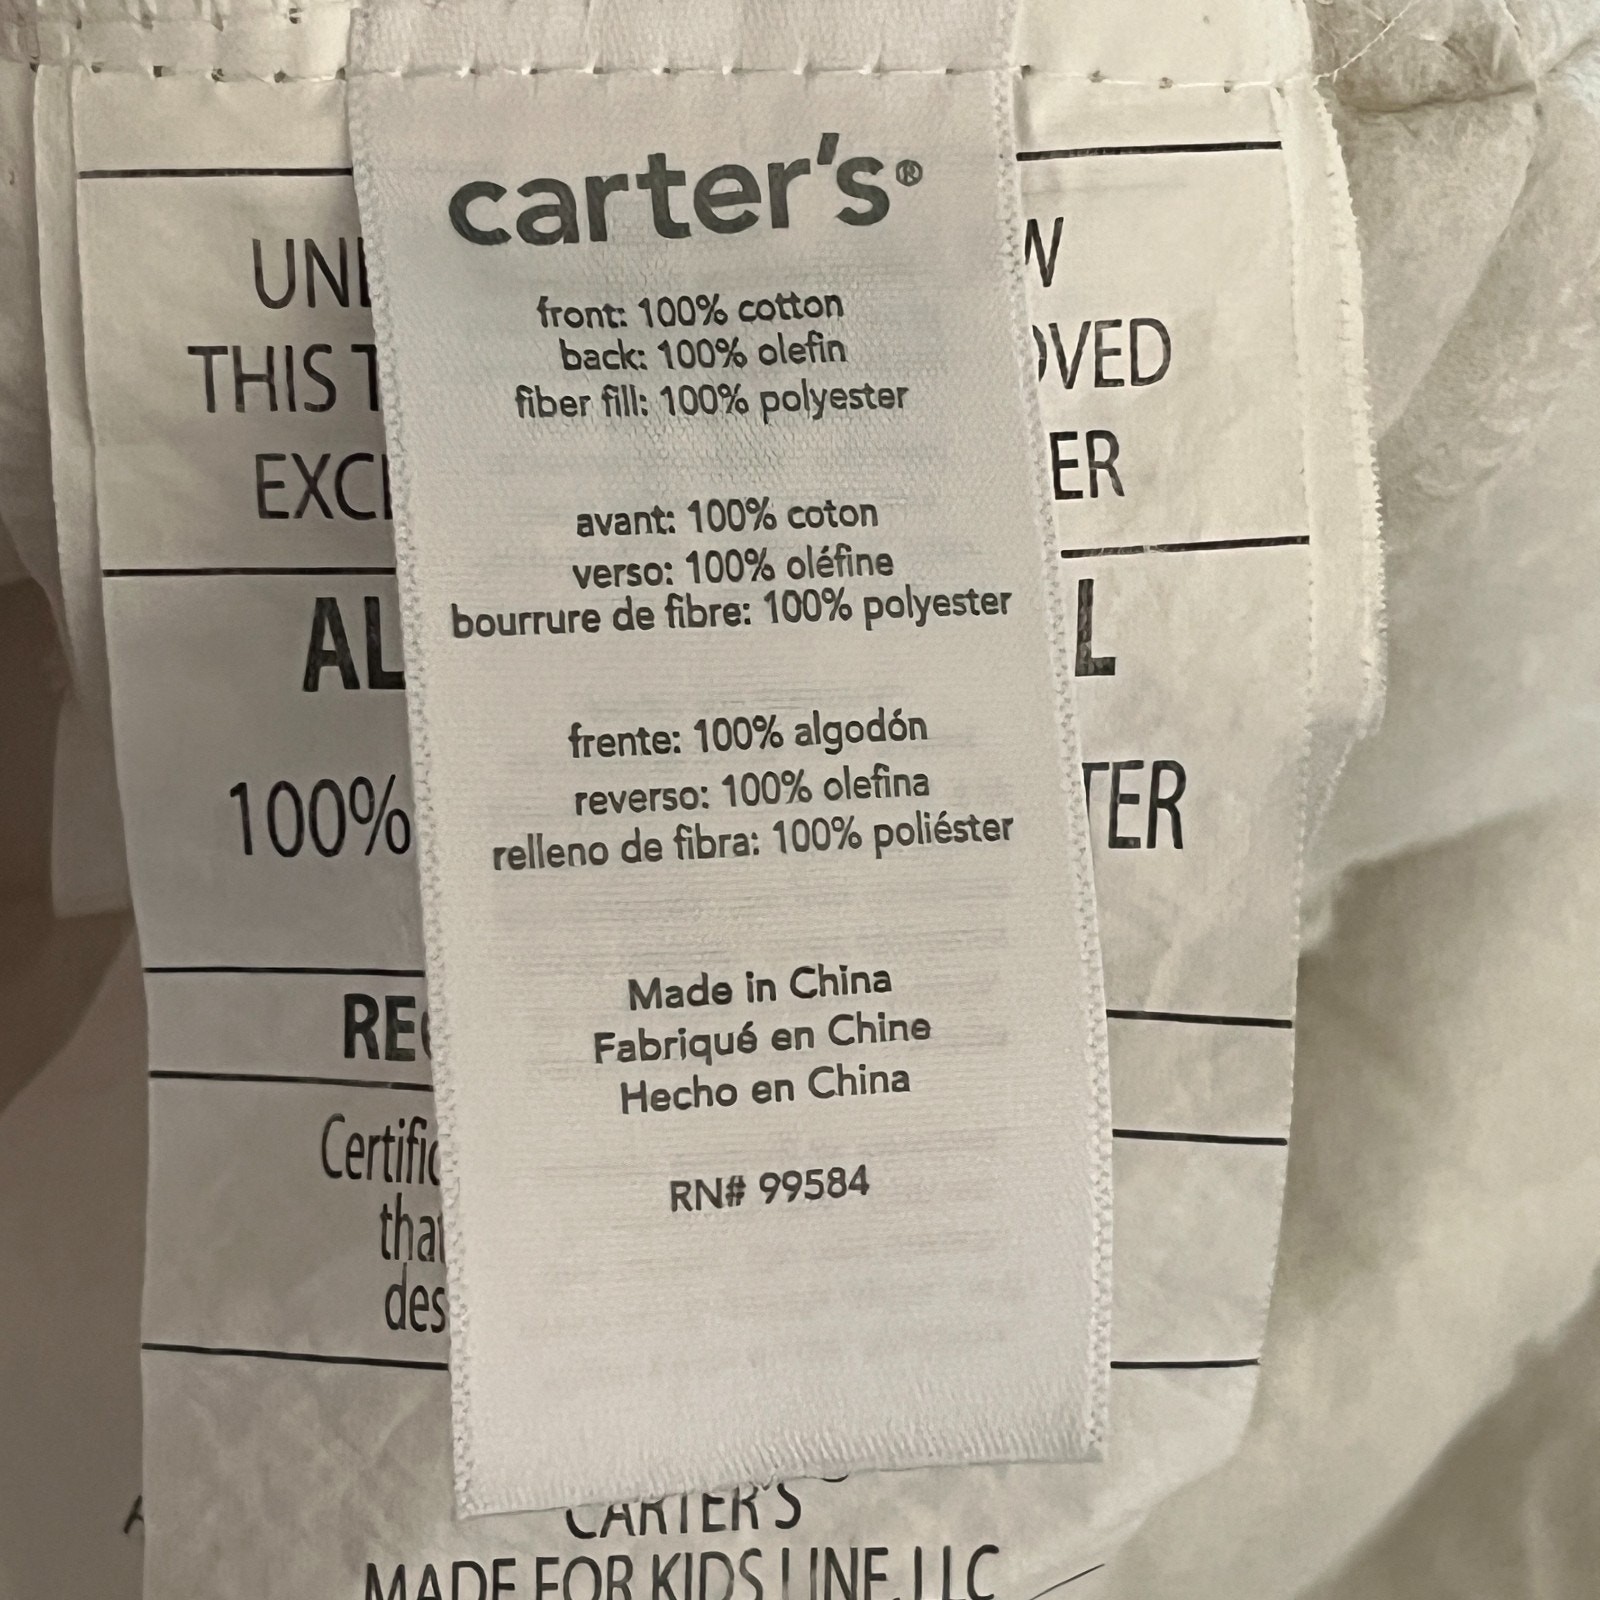 carter's®
front: 100% cotton
back: 100% olefin
fiber fill: 100% polyester
avant: 100% coton
verso: 100% oléfine
bourrure de fibre: 100% polyester
frente: 100% algodón
reverso: 100% olefina
relleno de fibra: 100% poliéster
Made in China
Fabriqué en Chine
Hecho en China
RN# 99584
THIS
100%
CARTER'S
MADE FOR KIDS LINE, LLC